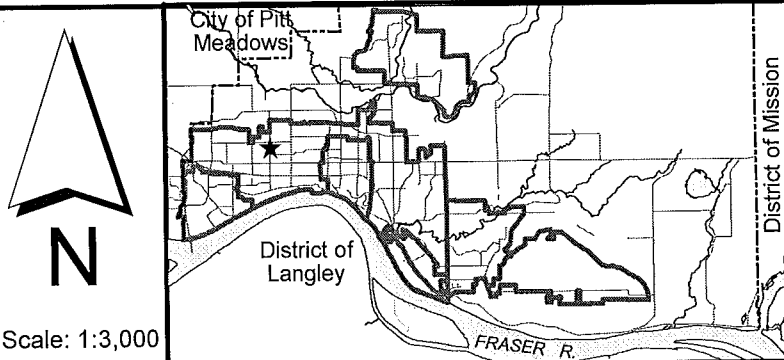 City of Pitt
Meadows
N
Scale: 1:3,000
District of
Langley
FRASER R.
District of Mission